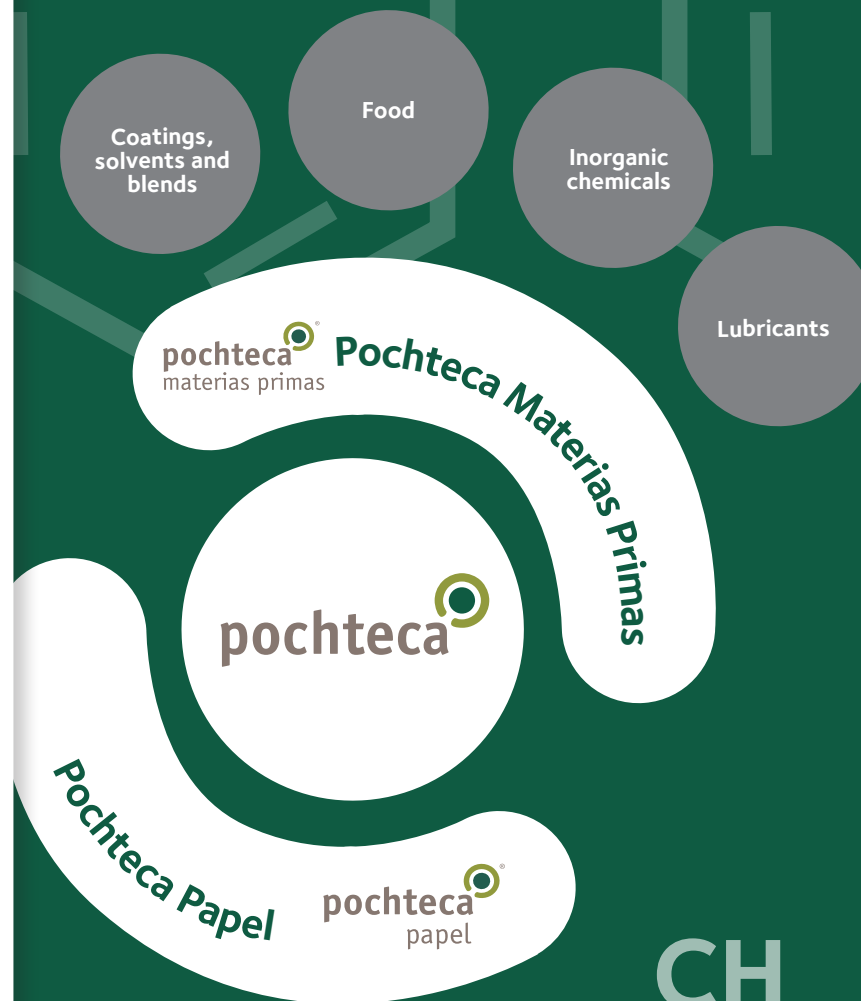 Food
Coatings,
solvents and
blends
Inorganic
chemicals
Lubricants
pochteca®
materias primas
Pochteca Materias Primas
pochteca
Pochteca Papel
pochteca®
papel
CH